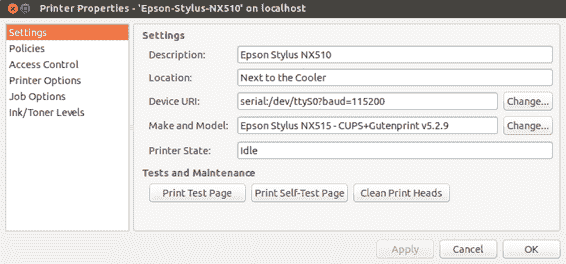 Printer Properties - 'Epson-Stylus-NX510' on localhost
Settings
Policies
Access Control
Printer Options
Job Options
Ink/Toner Levels
Settings
Description: Epson Stylus NX510
Location: Next to the Cooler
Device URI: serial:/dev/ttyS0?baud=115200 Change...
Make and Model: Epson Stylus NX515 - CUPS+Gutenprint v5.2.9 Change...
Printer State: Idle
Tests and Maintenance
Print Test Page Print Self-Test Page Clean Print Heads
Apply Cancel OK